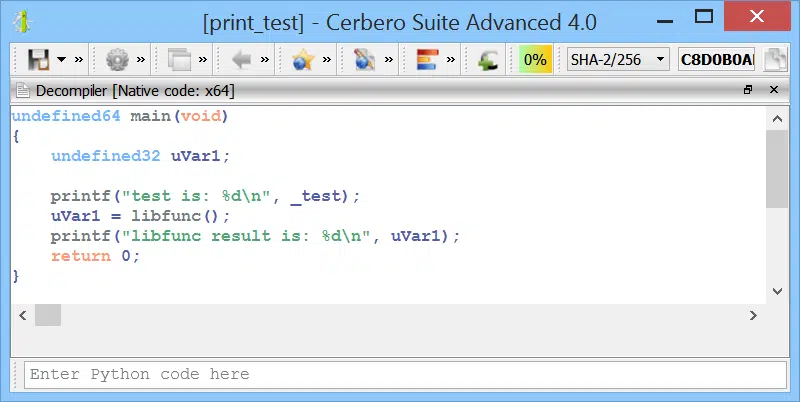 [print_test] - Cerbero Suite Advanced 4.0
» » » » » » » 0% SHA-2/256
Decompiler [Native code: x64]
undefined64 main(void)
{
    undefined32 uVar1;
    printf("test is: %d\n", _test);
    uVar1 = libfunc();
    printf("libfunc result is: %d\n", uVar1);
    return 0;
}
Enter Python code here